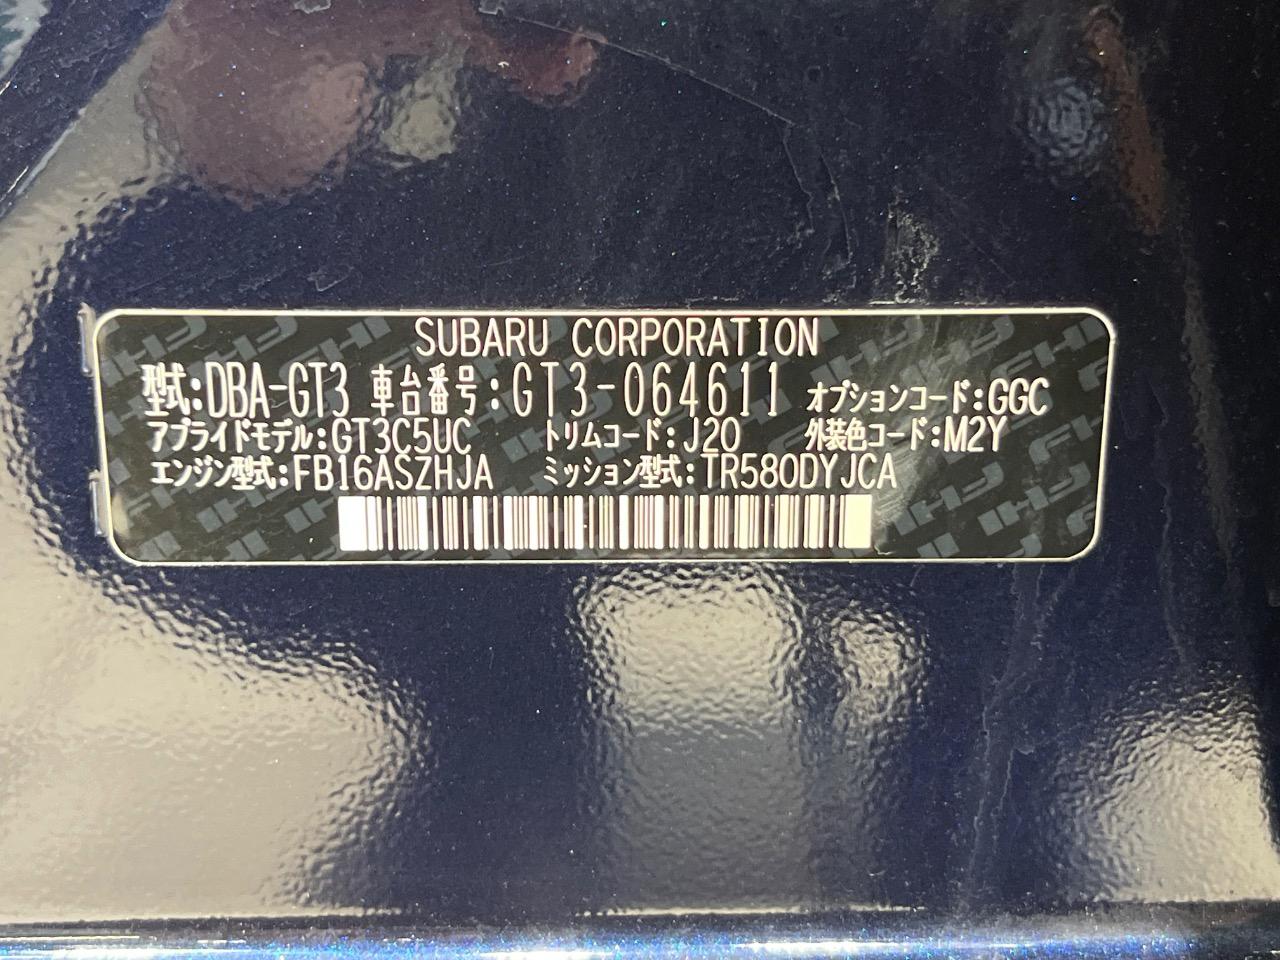 SUBARU CORPORATION
型式:DBA-GT3 車台番号:GT3-064611 オプションコード:GGC
アプライドモデル:GT3C5UC トリムコード:J20 外装色コード:M2Y
エンジン型式:FB16ASZHJA ミッション型式:TR580DYJCA